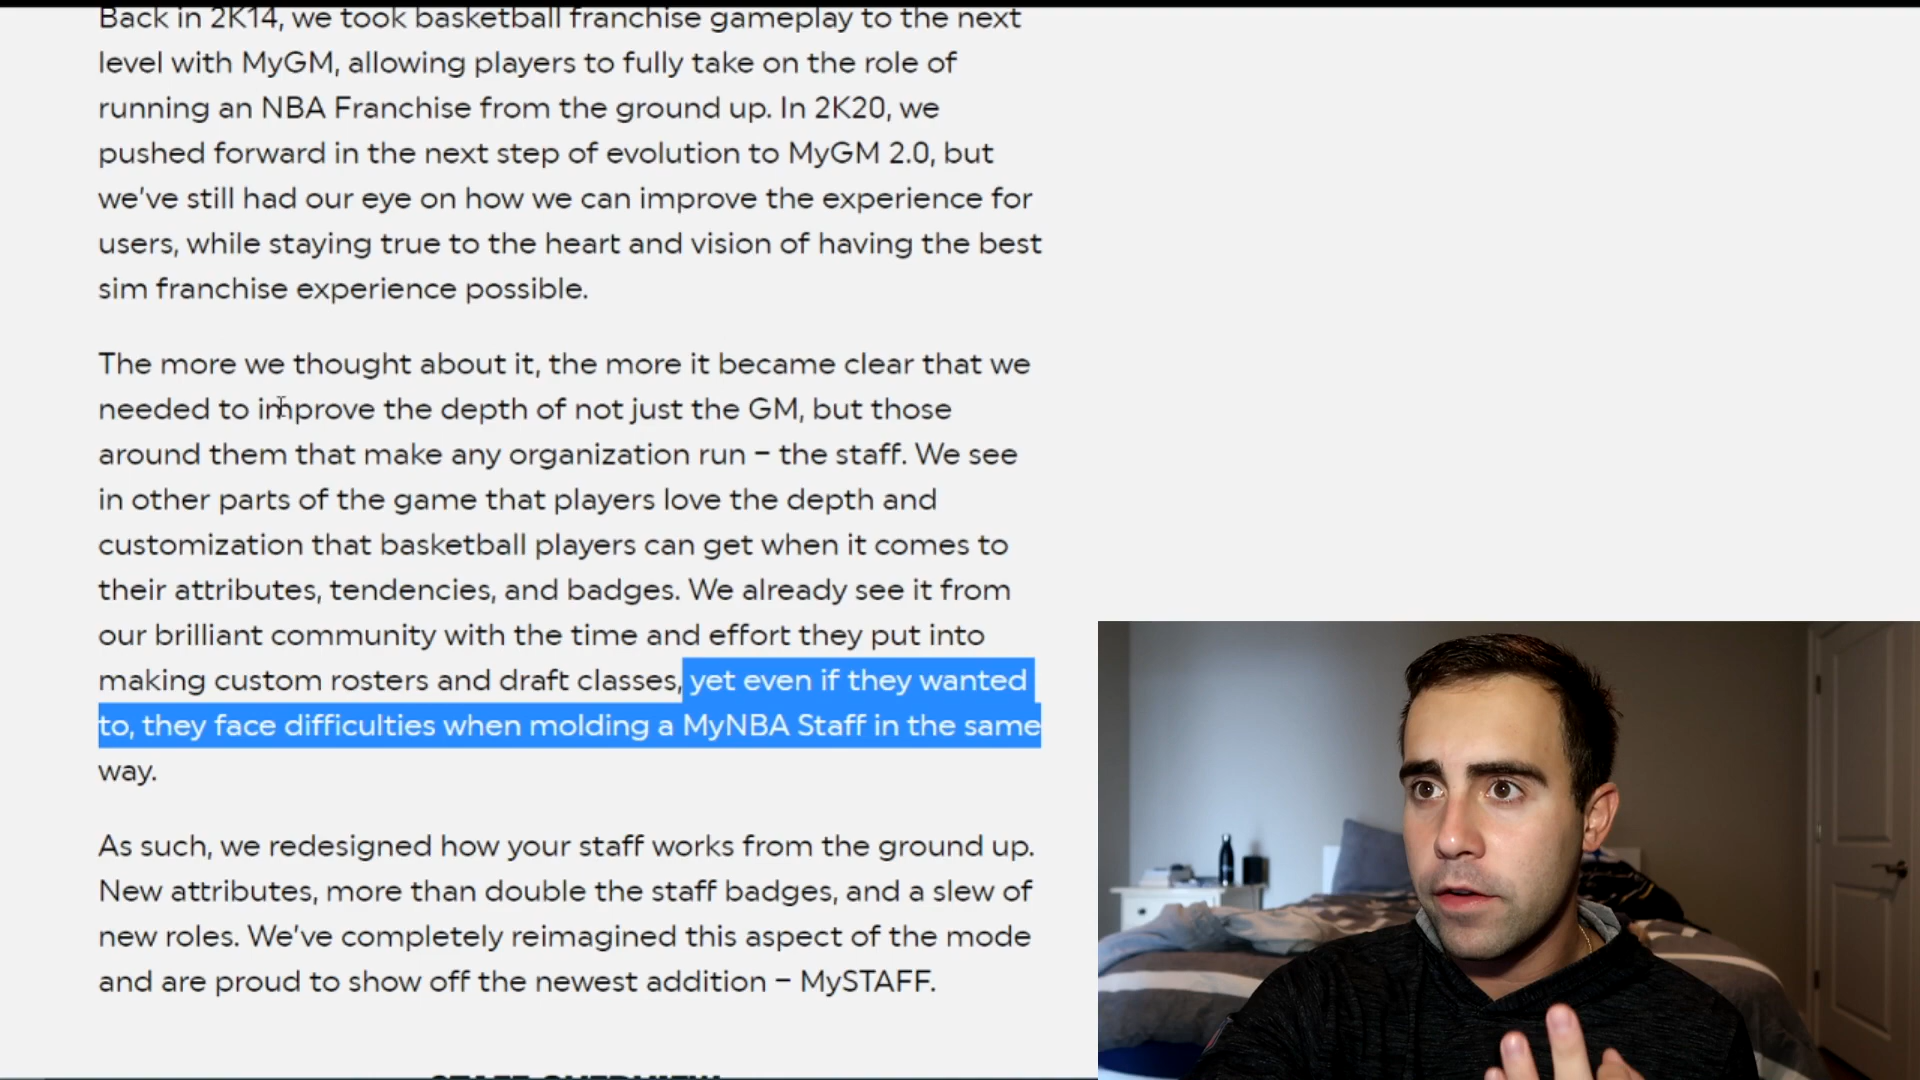 Back in 2K14, we took basketball franchise gameplay to the next
level with MyGM, allowing players to fully take on the role of
running an NBA Franchise from the ground up. In 2K20, we
pushed forward in the next step of evolution to MyGM 2.0, but
we’ve still had our eye on how we can improve the experience for
users, while staying true to the heart and vision of having the best
sim franchise experience possible.
The more we thought about it, the more it became clear that we
needed to improve the depth of not just the GM, but those
around them that make any organization run – the staff. We see
in other parts of the game that players love the depth and
customization that basketball players can get when it comes to
their attributes, tendencies, and badges. We already see it from
our brilliant community with the time and effort they put into
making custom rosters and draft classes, yet even if they wanted
to, they face difficulties when molding a MyNBA Staff in the same
way.
As such, we redesigned how your staff works from the ground up.
New attributes, more than double the staff badges, and a slew of
new roles. We’ve completely reimagined this aspect of the mode
and are proud to show off the newest addition – MySTAFF.